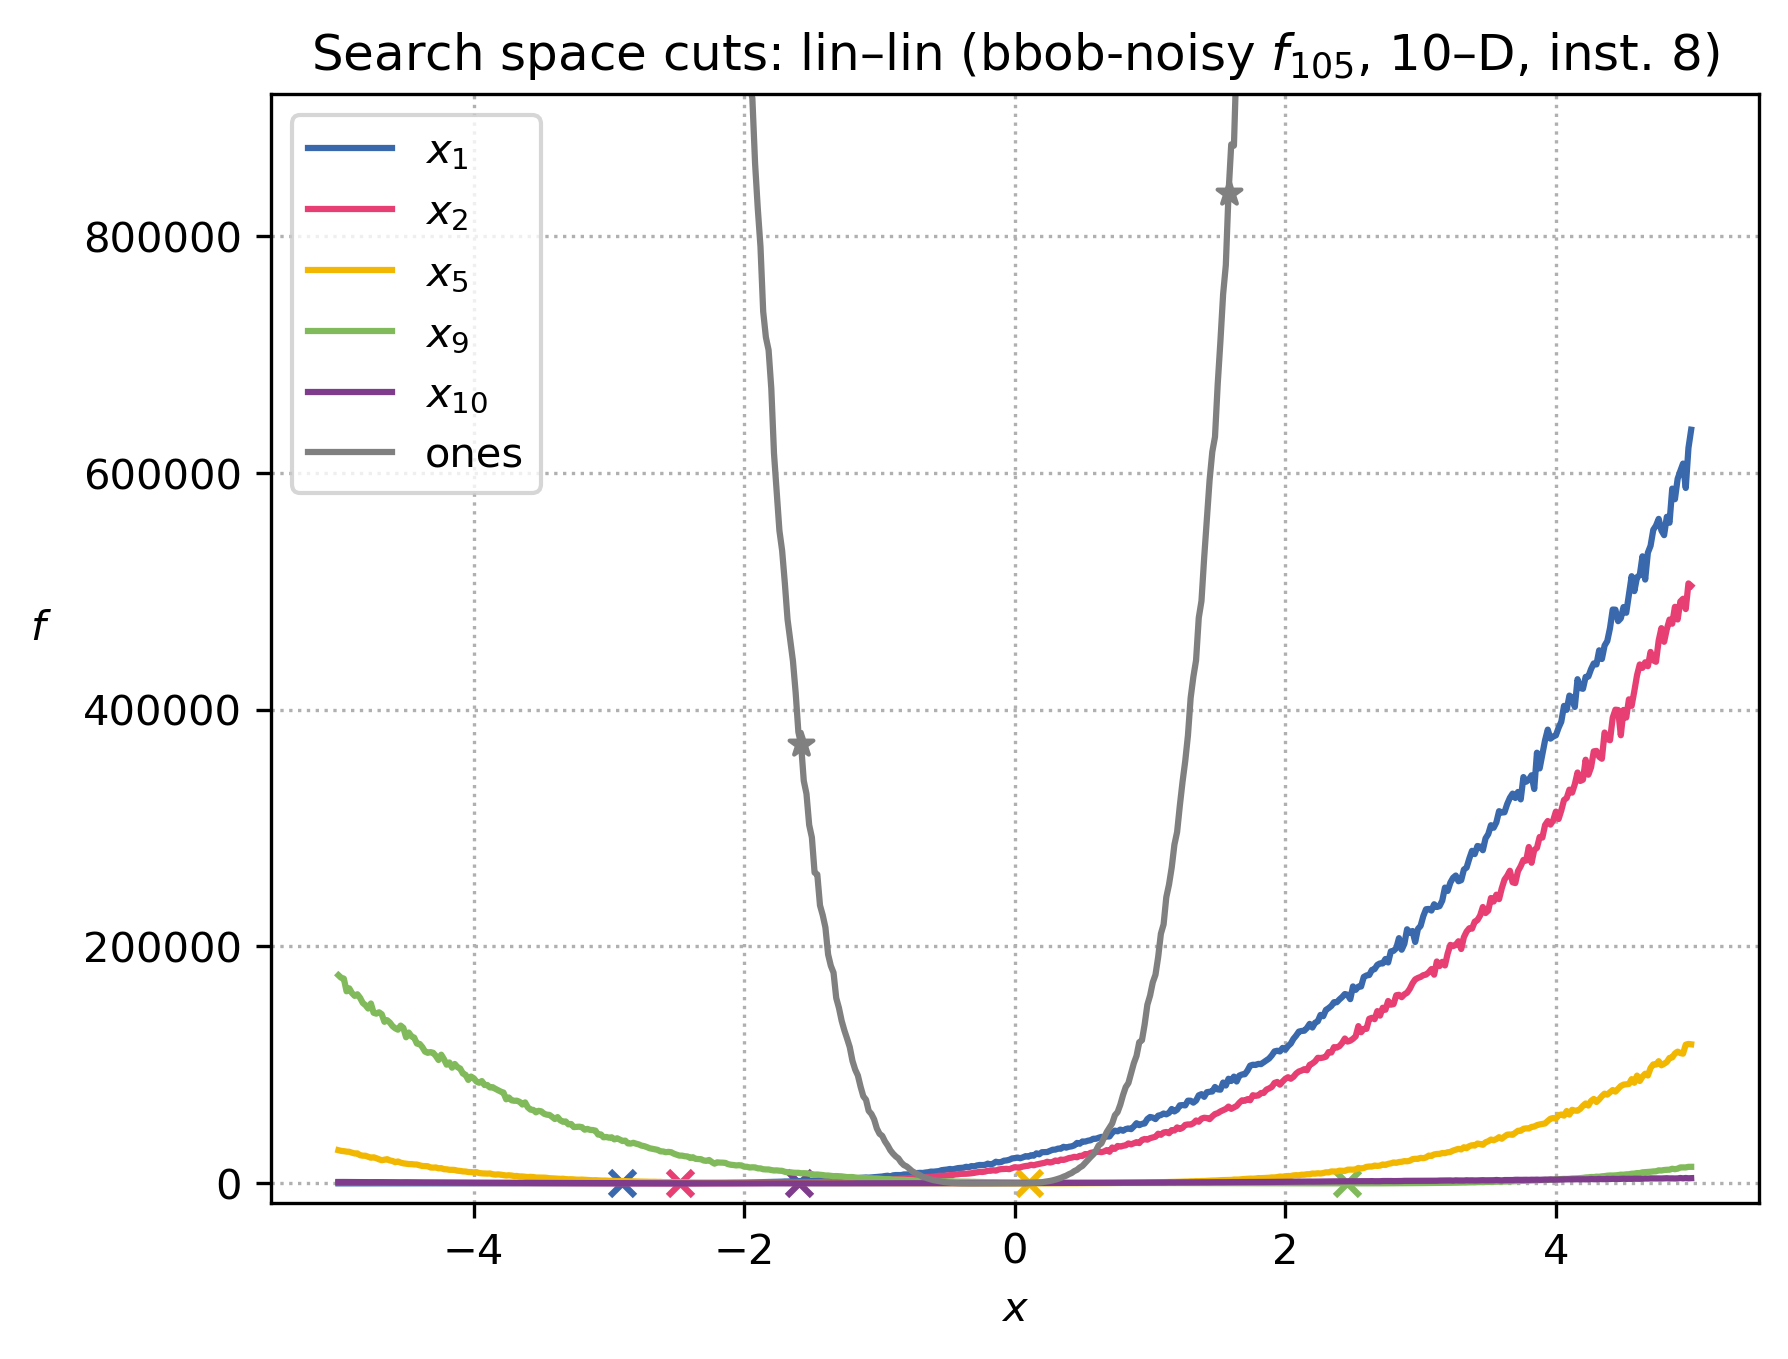 Search space cuts: lin–lin (bbob-noisy f₁₀₅, 10–D, inst. 8)
x₁
x₂
x₅
x₉
x₁₀
ones
800000
600000
400000
200000
0
f
−4 −2 0 2 4
x